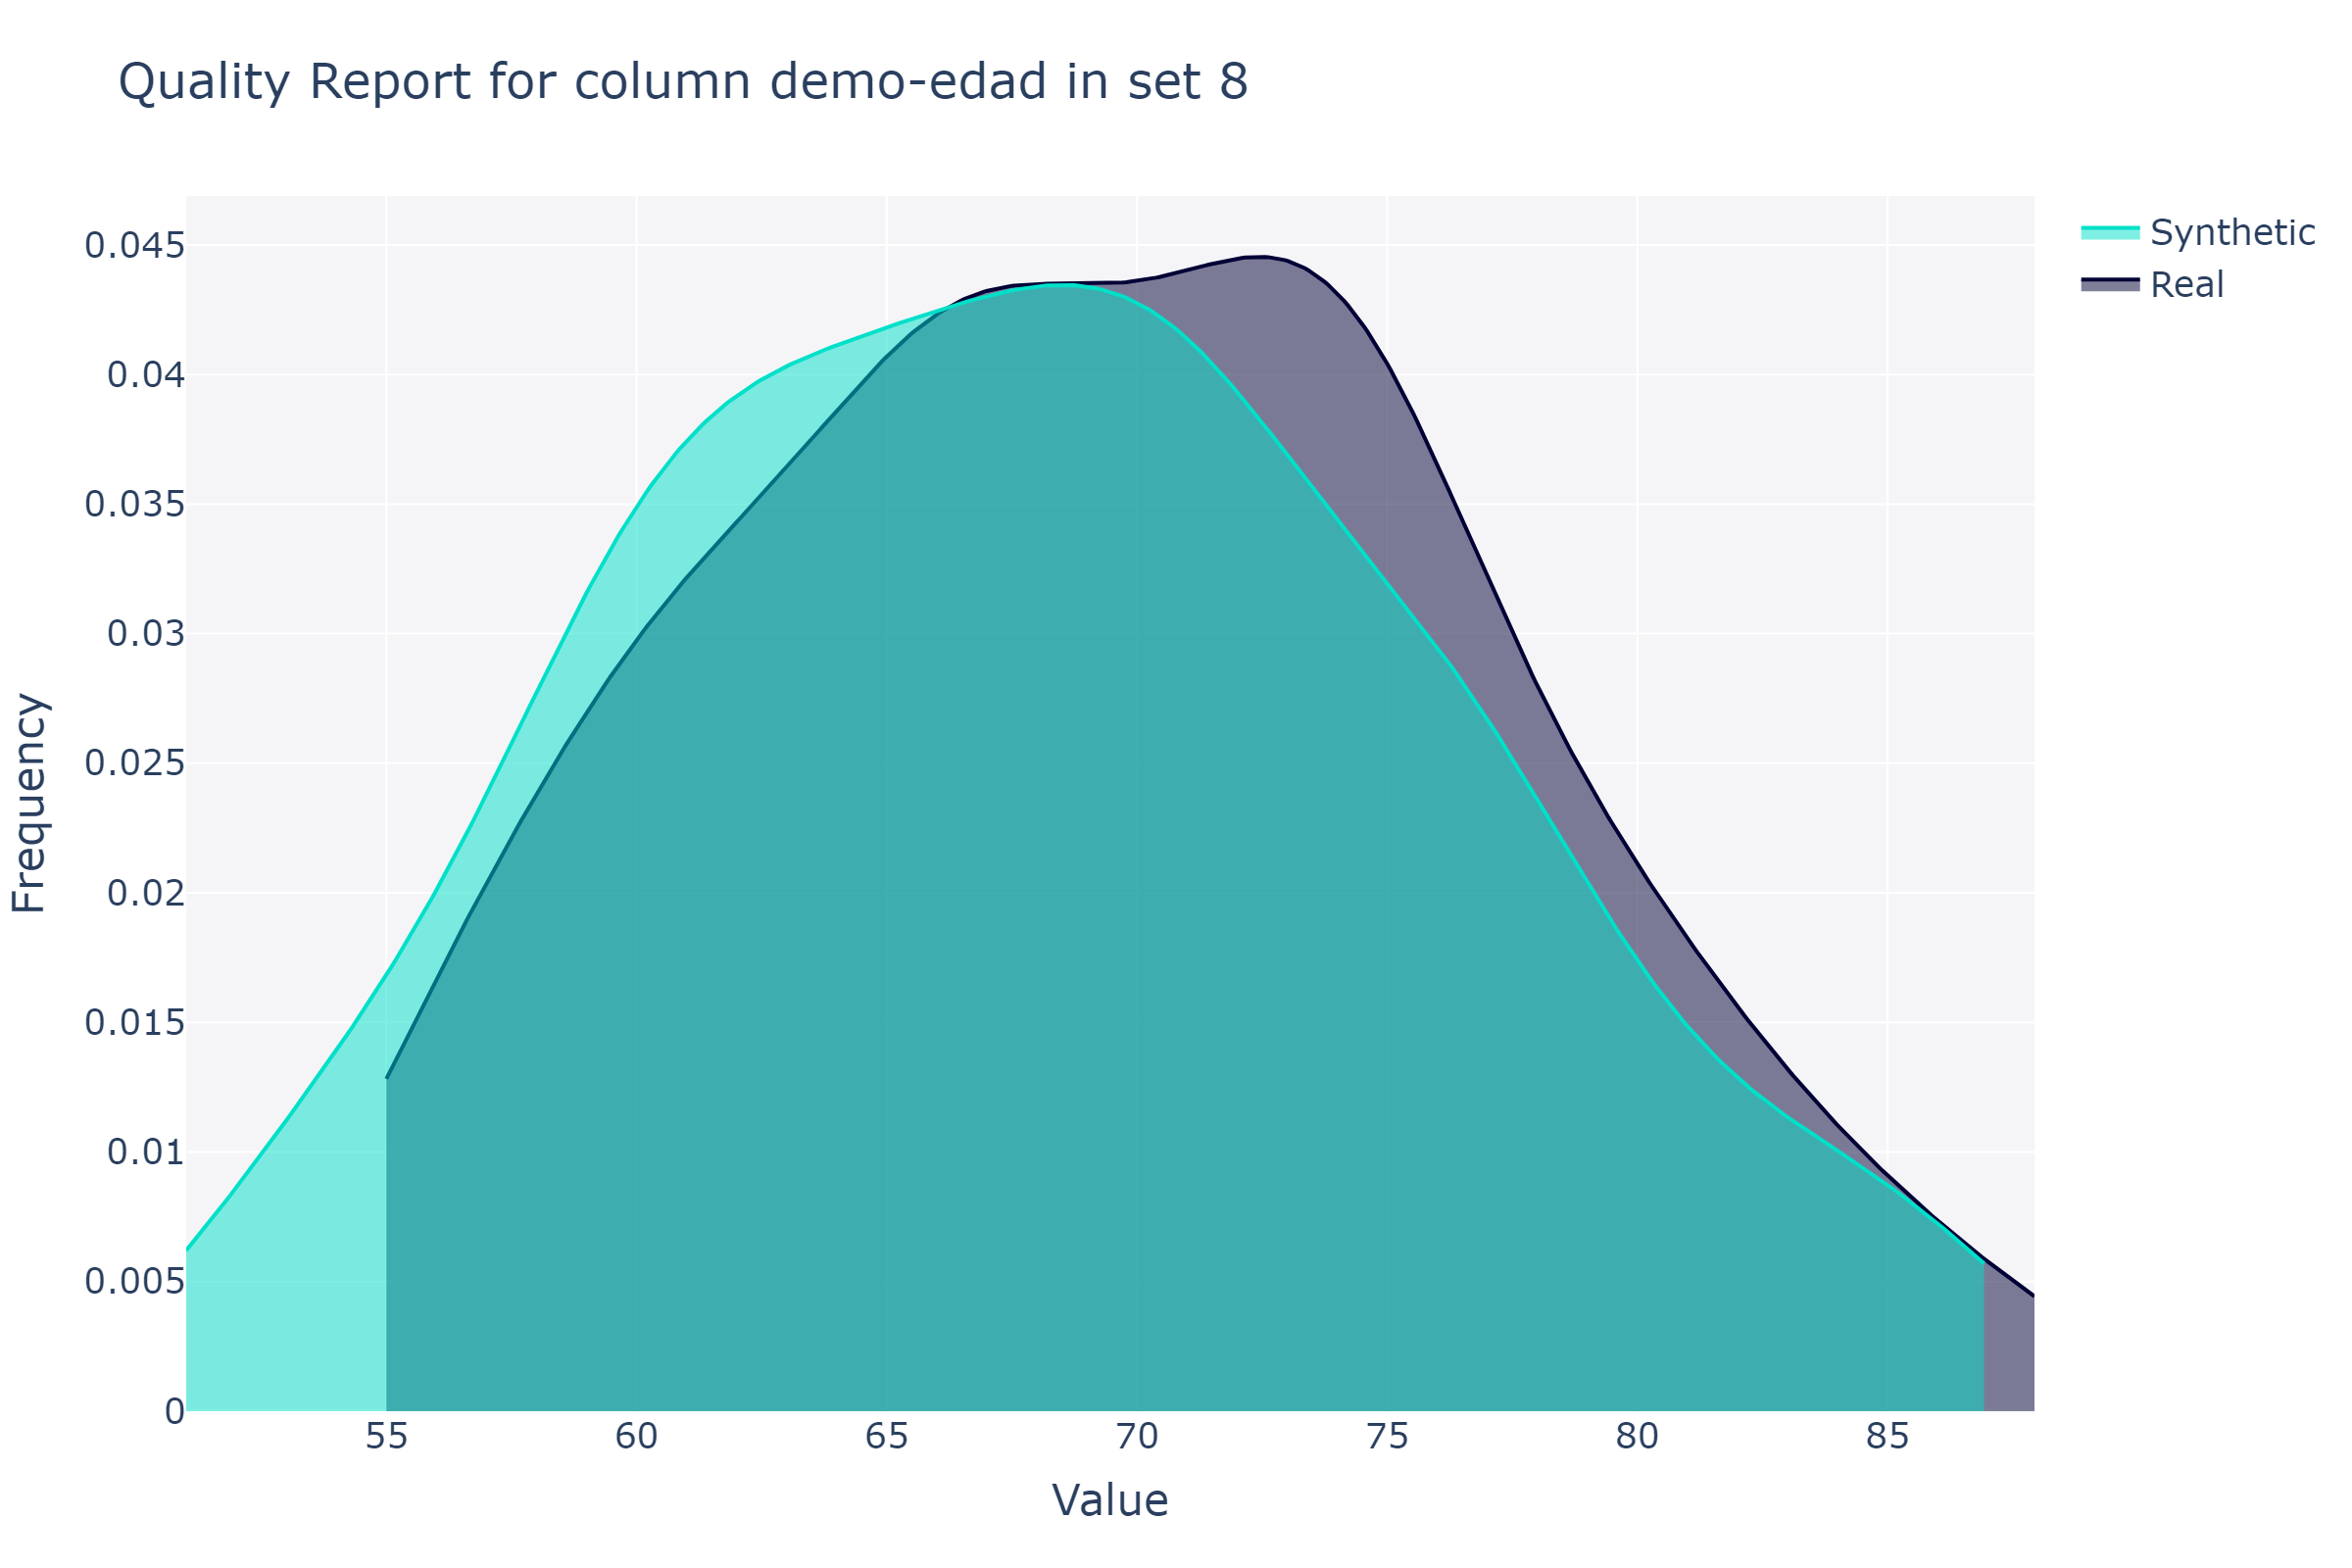 Quality Report for column demo-edad in set 8
Synthetic
Real
0.045
0.04
0.035
0.03
0.025
0.02
0.015
0.01
0.005
0
Frequency
55 60 65 70 75 80 85
Value